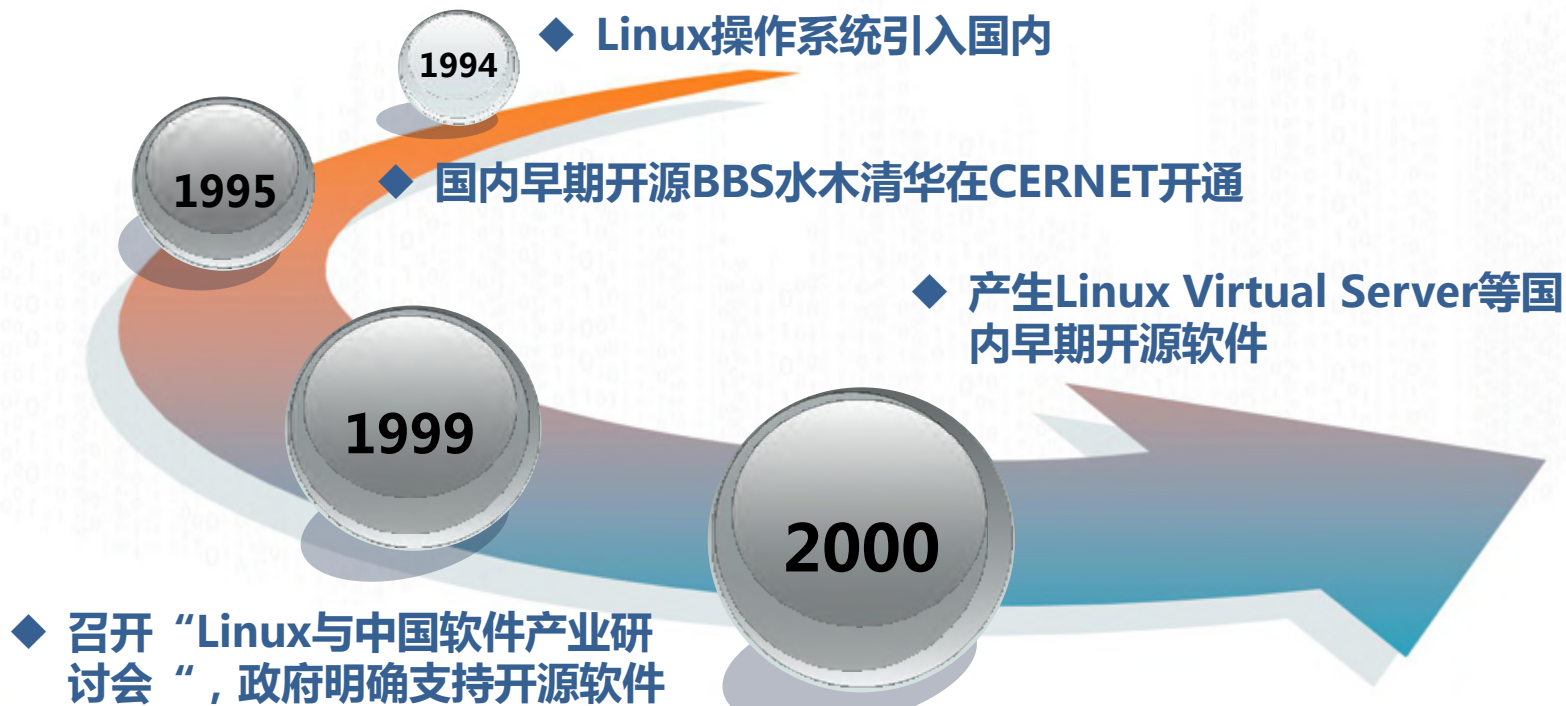 1994
◆ Linux操作系统引入国内
1995
◆ 国内早期开源BBS水木清华在CERNET开通
1999
◆ 召开“Linux与中国软件产业研
讨会“，政府明确支持开源软件
2000
◆ 产生Linux Virtual Server等国
内早期开源软件